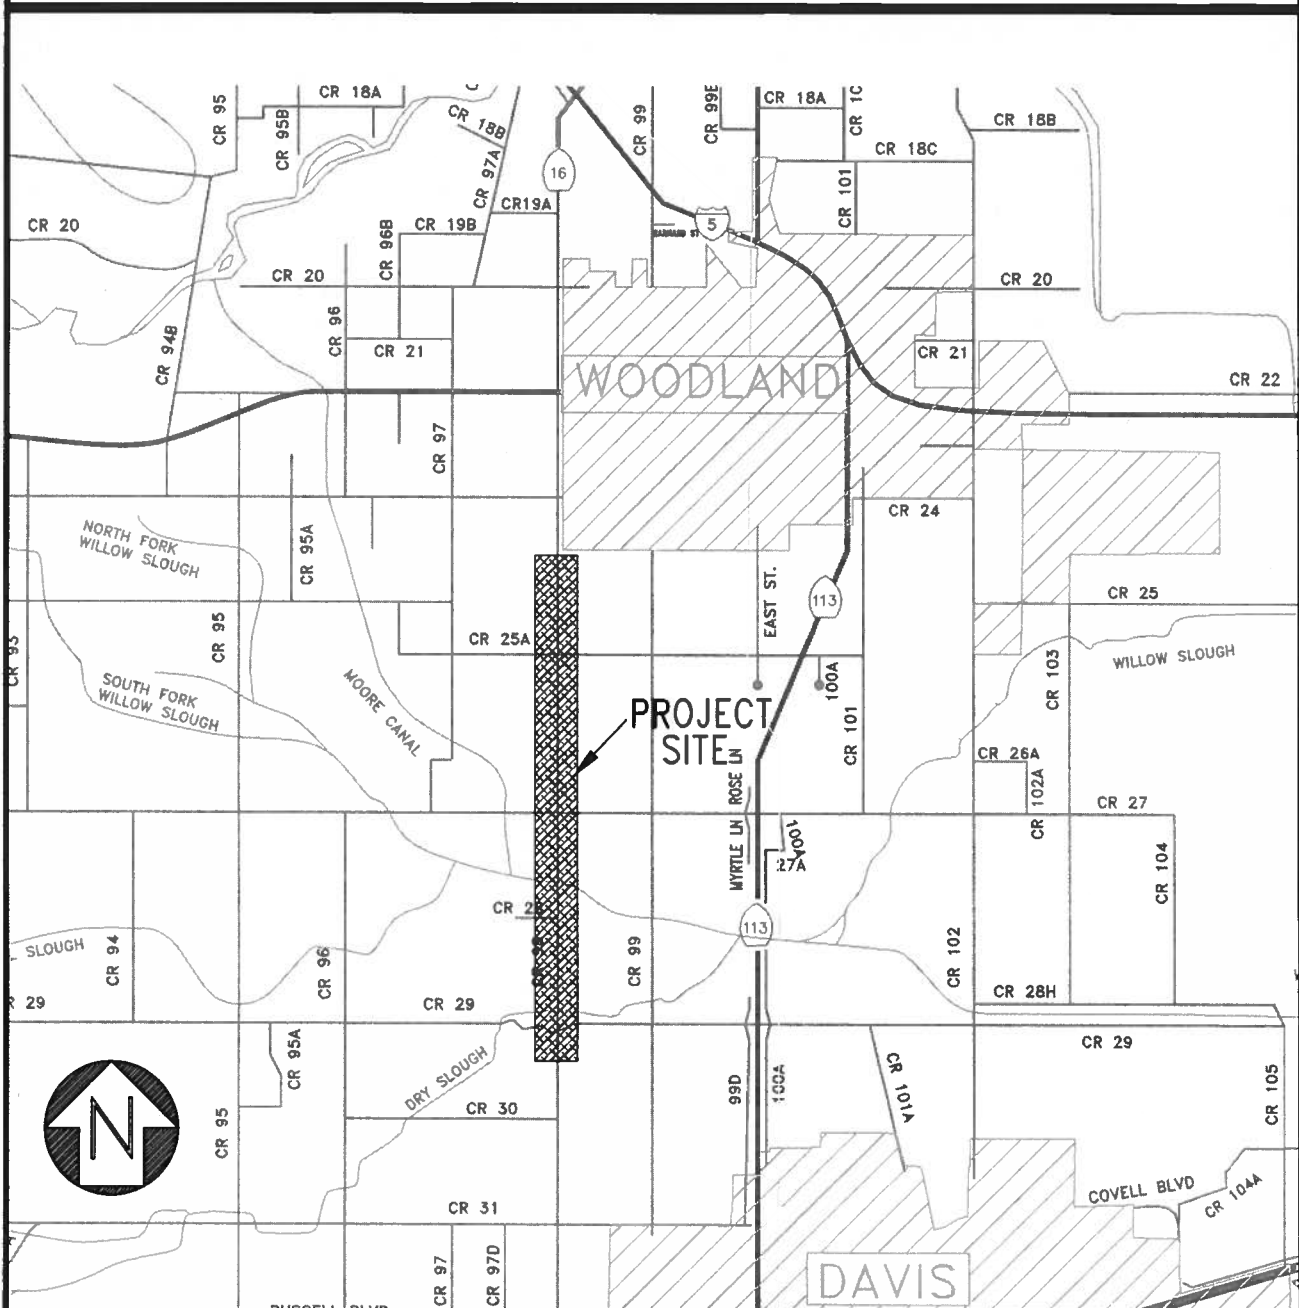 CR 18A
CR 95
CR 95B
CR 18B
CR 97A
16
CR 99
CR 99E
CR 18A
CR 18B
CR 18C
CR 101
CR 20
CR 96B
CR 19B
CR19A
5
CR 20
CR 20
CR 96
CR 21
CR 94B
CR 21
WOODLAND
CR 22
CR 97
CR 24
NORTH FORK
WILLOW SLOUGH
CR 95A
EAST ST.
113
CR 25
CR 93
CR 95
CR 25A
WILLOW SLOUGH
SOUTH FORK
WILLOW SLOUGH
MOORE CANAL
PROJECT
SITE
100A
CR 101
CR 103
CR 26A
CR 102A
CR 27
MYRTLE LN
ROSE LN
100A
27A
CR 104
113
SLOUGH
CR 94
CR 96
CR 99
CR 102
CR 29
CR 29
CR 28H
CR 29
CR 95A
DRY SLOUGH
99D
100A
CR 101A
CR 105
N
CR 95
CR 30
CR 31
COVELL BLVD
CR 104A
CR 97
CR 97D
DAVIS
RUSSELL BLVD